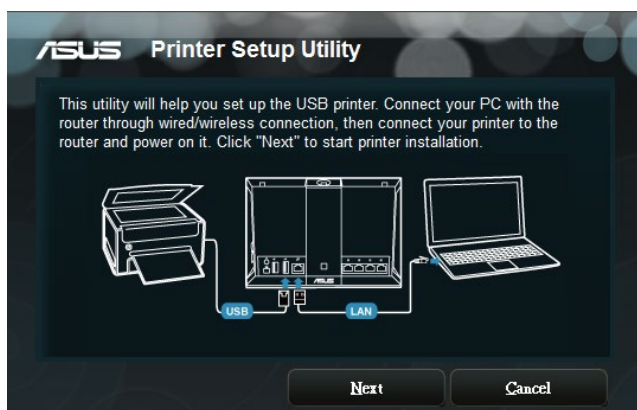 ASUS Printer Setup Utility
This utility will help you set up the USB printer. Connect your PC with the
router through wired/wireless connection, then connect your printer to the
router and power on it. Click "Next" to start printer installation.
ASUS
USB
LAN
Next
Cancel